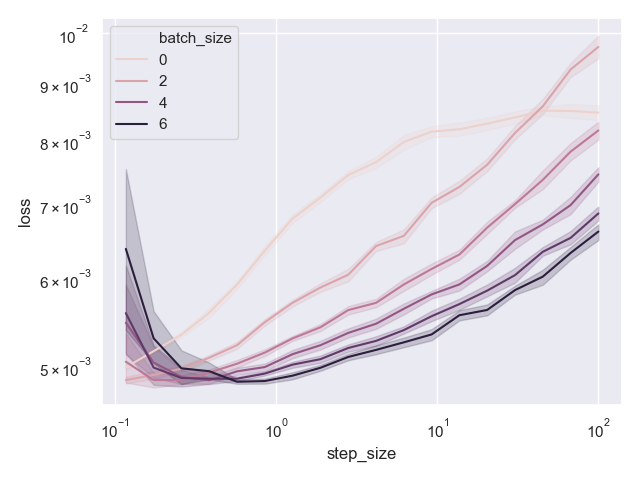 10⁻²
9 × 10⁻³
8 × 10⁻³
7 × 10⁻³
6 × 10⁻³
5 × 10⁻³
loss
batch_size
0
2
4
6
10⁻¹ 10⁰ 10¹ 10²
step_size